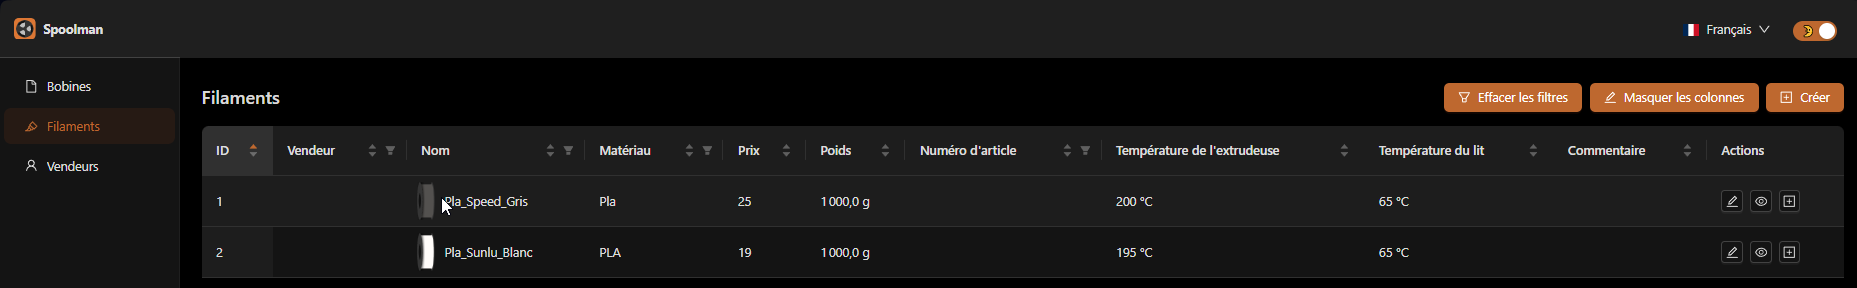 Spoolman
Français
Bobines
Filaments
Vendeurs
Filaments
Effacer les filtres
Masquer les colonnes
Créer
ID Vendeur Nom Matériau Prix Poids Numéro d'article Température de l'extrudeuse Température du lit Commentaire Actions
1 Pla_Speed_Gris Pla 25 1 000,0 g 200 °C 65 °C
2 Pla_Sunlu_Blanc PLA 19 1 000,0 g 195 °C 65 °C